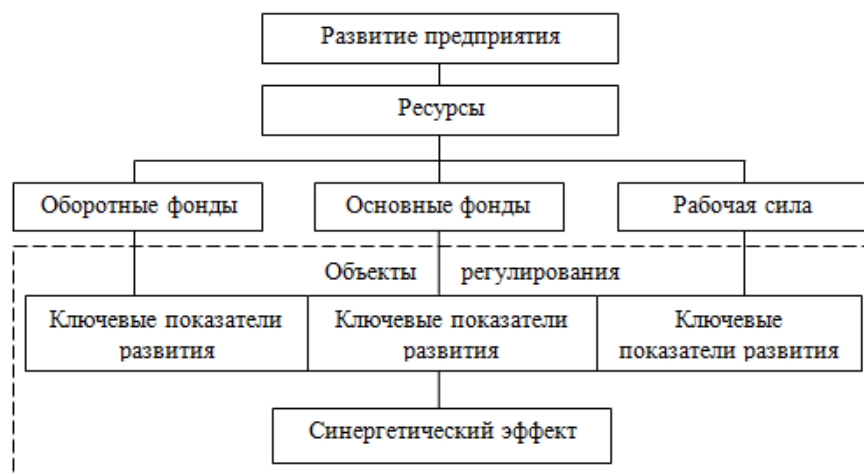 Развитие предприятия
Ресурсы
Оборотные фонды
Основные фонды
Рабочая сила
Объекты регулирования
Ключевые показатели
развития
Ключевые показатели
развития
Ключевые
показатели развития
Синергетический эффект